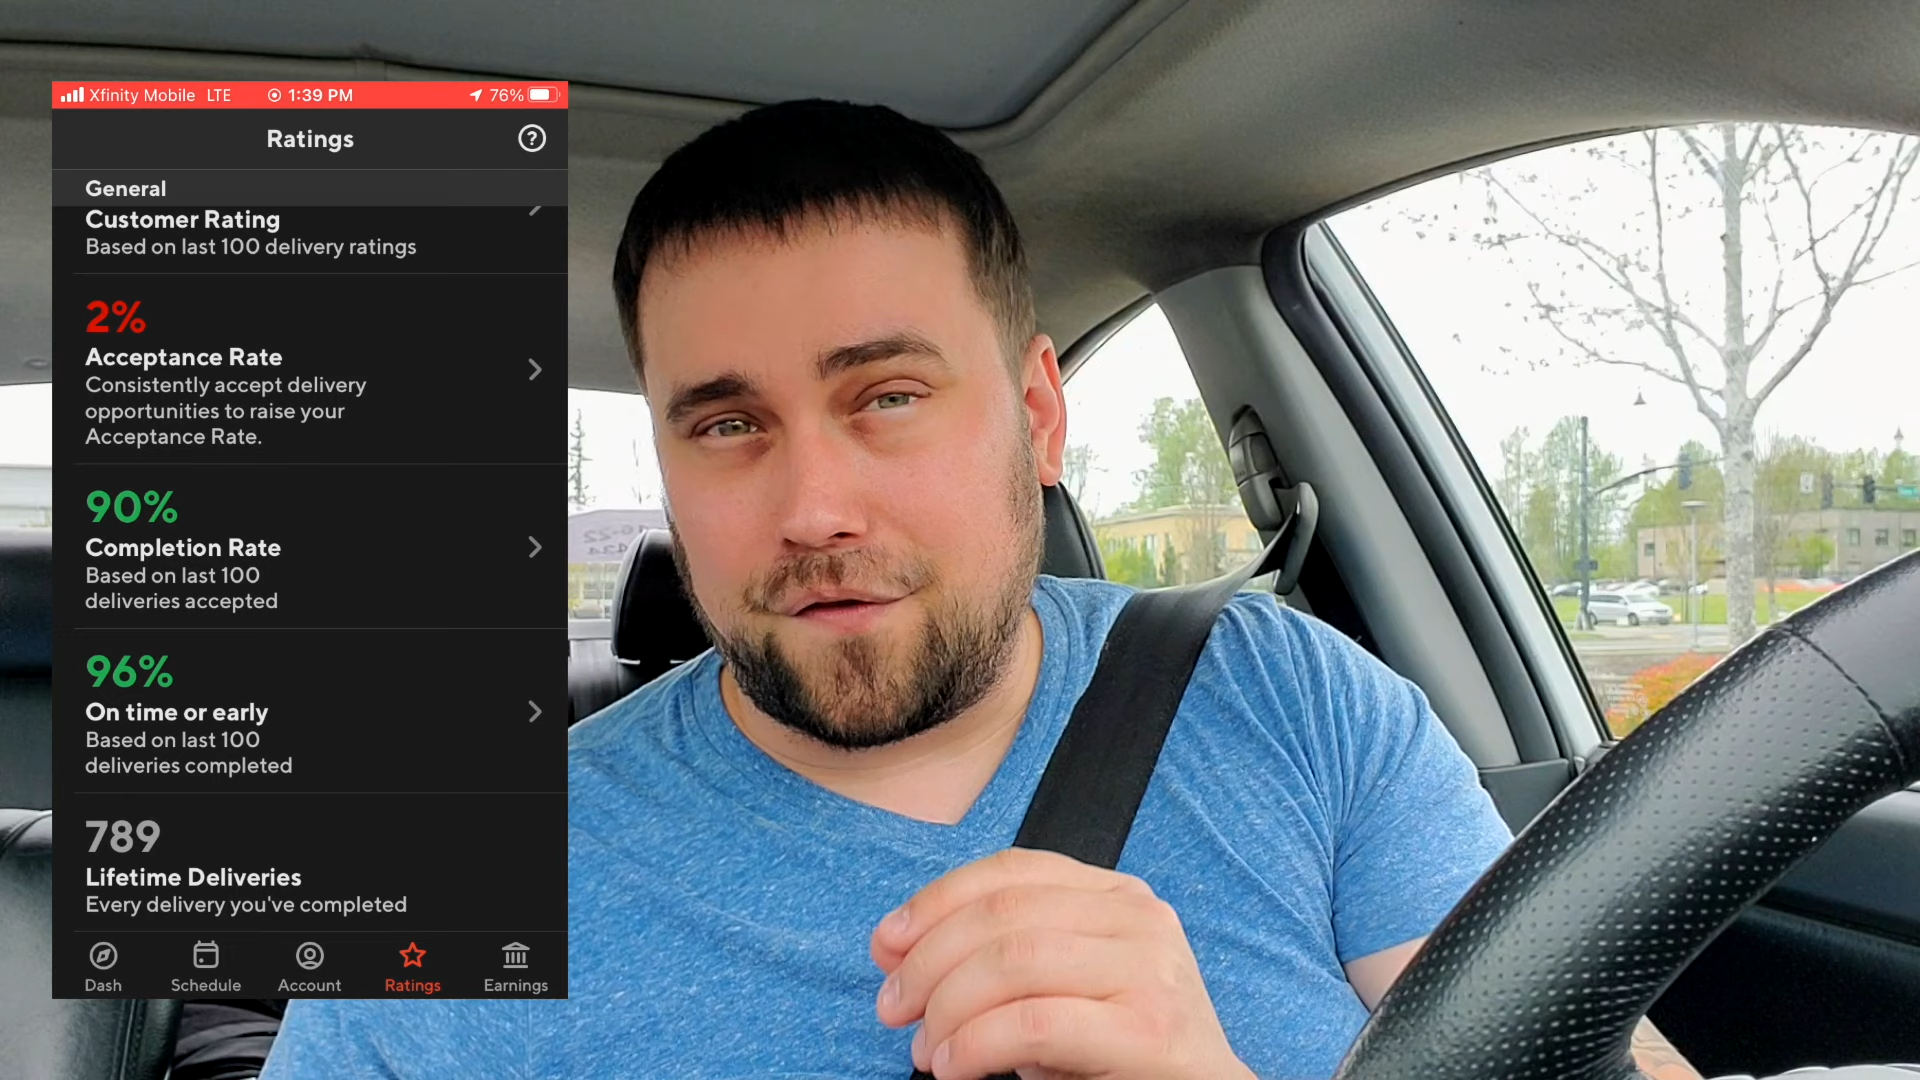 Xfinity Mobile LTE 1:39 PM 76%
Ratings
General
Customer Rating
Based on last 100 delivery ratings
2%
Acceptance Rate
Consistently accept delivery
opportunities to raise your
Acceptance Rate.
90%
Completion Rate
Based on last 100
deliveries accepted
96%
On time or early
Based on last 100
deliveries completed
789
Lifetime Deliveries
Every delivery you've completed
Dash Schedule Account Ratings Earnings